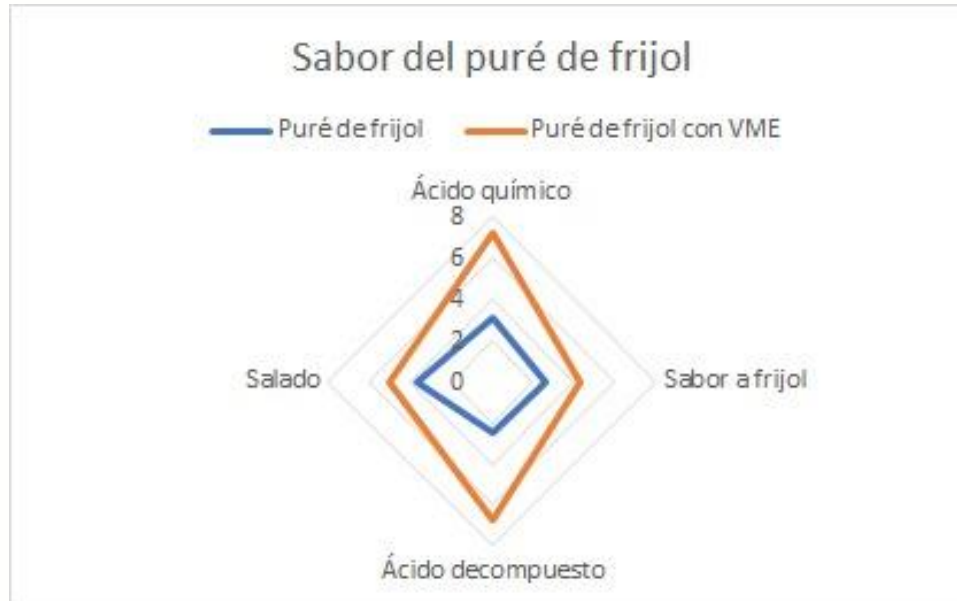 Sabor del puré de frijol
Puré de frijol
Puré de frijol con VME
Ácido químico
8
6
4
2
0
Salado
Sabor a frijol
Ácido decompuesto